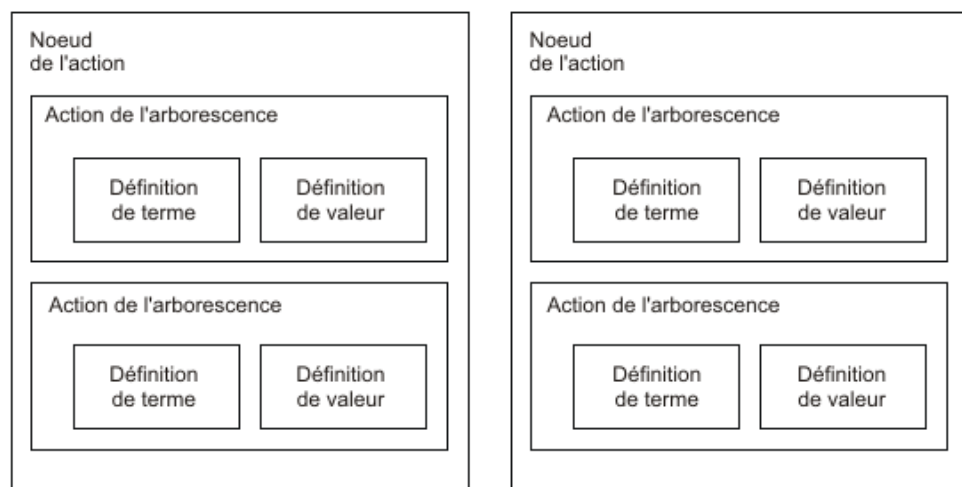 Noeud
de l'action
Action de l'arborescence
Définition
de terme
Définition
de valeur
Action de l'arborescence
Définition
de terme
Définition
de valeur
Noeud
de l'action
Action de l'arborescence
Définition
de terme
Définition
de valeur
Action de l'arborescence
Définition
de terme
Définition
de valeur